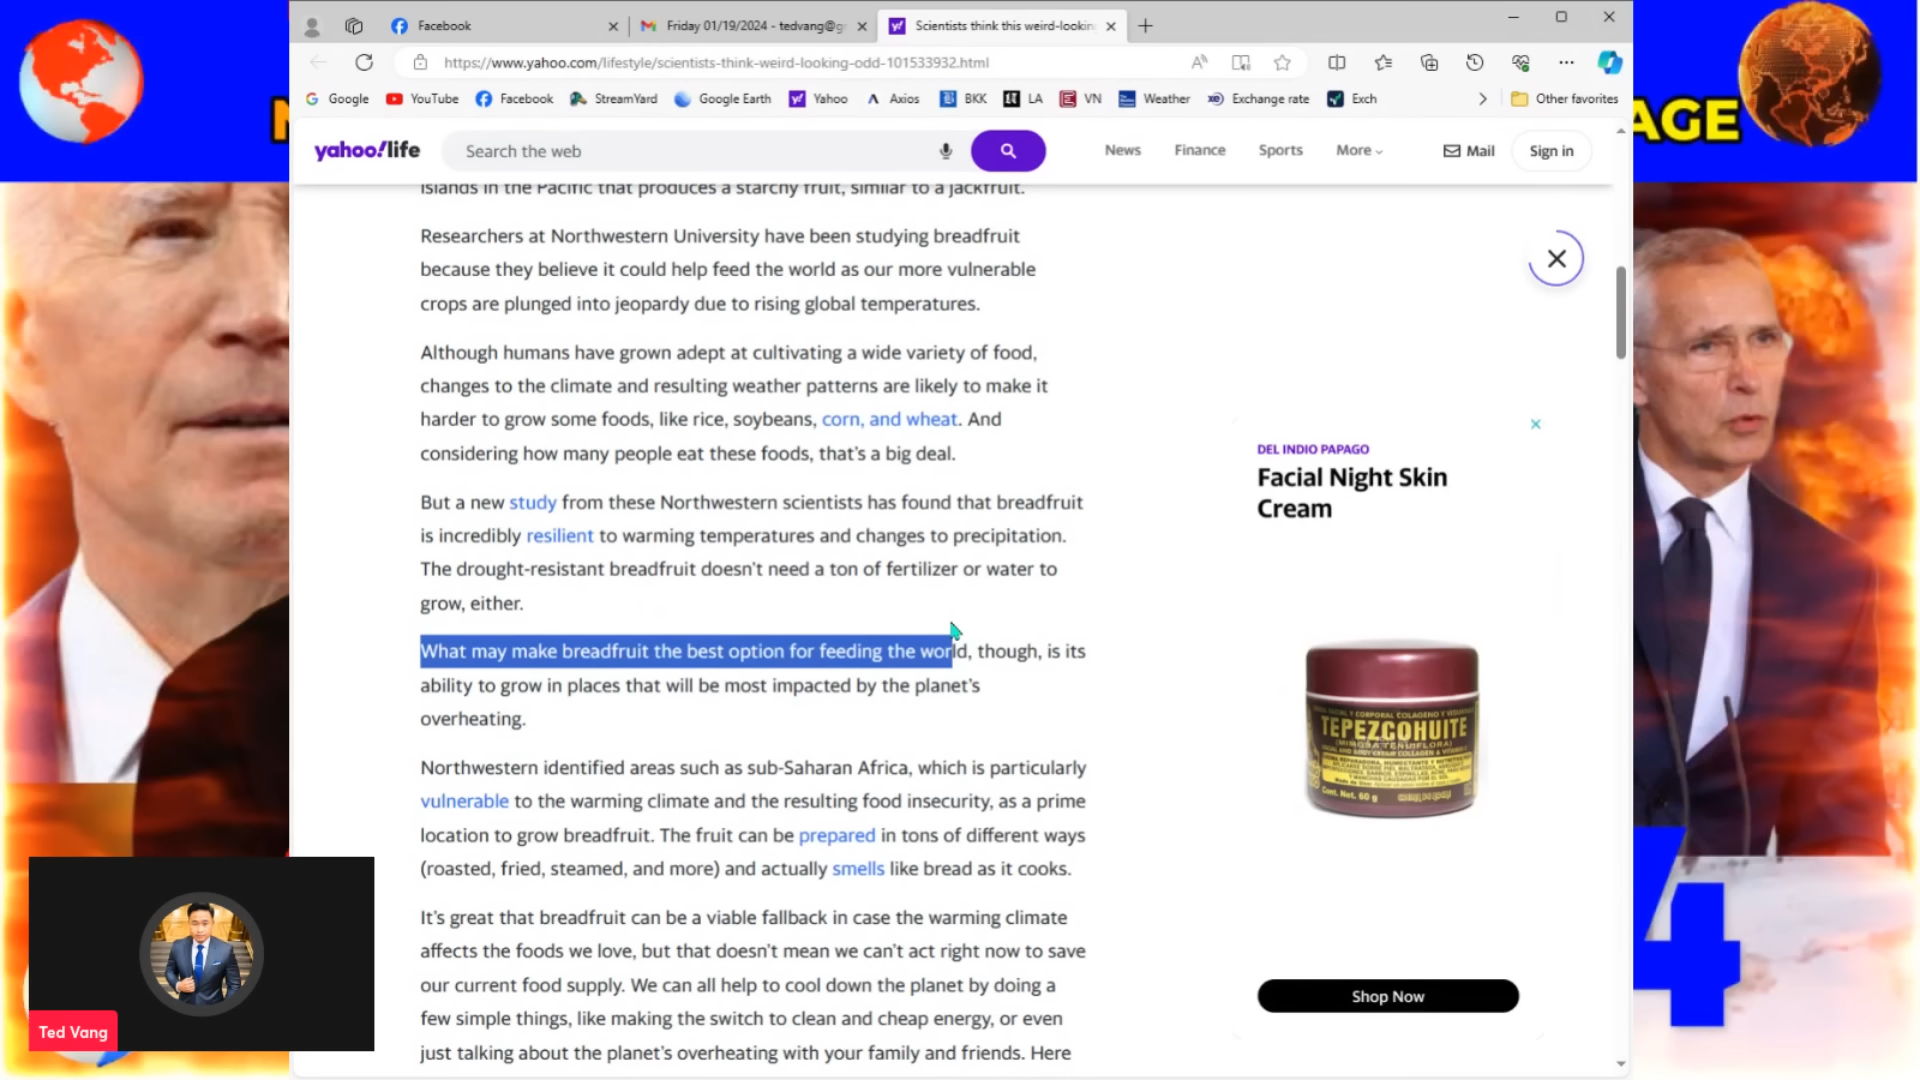 Facebook
Friday 01/19/2024 - tedvang@g
Scientists think this weird-lookin
https://www.yahoo.com/lifestyle/scientists-think-weird-looking-odd-101533932.html
Google YouTube Facebook StreamYard Google Earth Yahoo Axios BKK LA VN Weather Exchange rate Exch Other favorites
AGE
yahoo!life Search the web News Finance Sports More Mail Sign in
islands in the Pacific that produces a starchy fruit, similar to a jackfruit.
Researchers at Northwestern University have been studying breadfruit
because they believe it could help feed the world as our more vulnerable
crops are plunged into jeopardy due to rising global temperatures.
Although humans have grown adept at cultivating a wide variety of food,
changes to the climate and resulting weather patterns are likely to make it
harder to grow some foods, like rice, soybeans, corn, and wheat. And
considering how many people eat these foods, that's a big deal.
But a new study from these Northwestern scientists has found that breadfruit
is incredibly resilient to warming temperatures and changes to precipitation.
The drought-resistant breadfruit doesn't need a ton of fertilizer or water to
grow, either.
What may make breadfruit the best option for feeding the world, though, is its
ability to grow in places that will be most impacted by the planet's
overheating.
Northwestern identified areas such as sub-Saharan Africa, which is particularly
vulnerable to the warming climate and the resulting food insecurity, as a prime
location to grow breadfruit. The fruit can be prepared in tons of different ways
(roasted, fried, steamed, and more) and actually smells like bread as it cooks.
It's great that breadfruit can be a viable fallback in case the warming climate
affects the foods we love, but that doesn't mean we can't act right now to save
our current food supply. We can all help to cool down the planet by doing a
few simple things, like making the switch to clean and cheap energy, or even
just talking about the planet's overheating with your family and friends. Here
DEL INDIO PAPAGO
Facial Night Skin
Cream
TEPEZCOHUITE
(MIMOSA TENUIFLORA)
Cont. Net. 60 g
Shop Now
4
Ted Vang